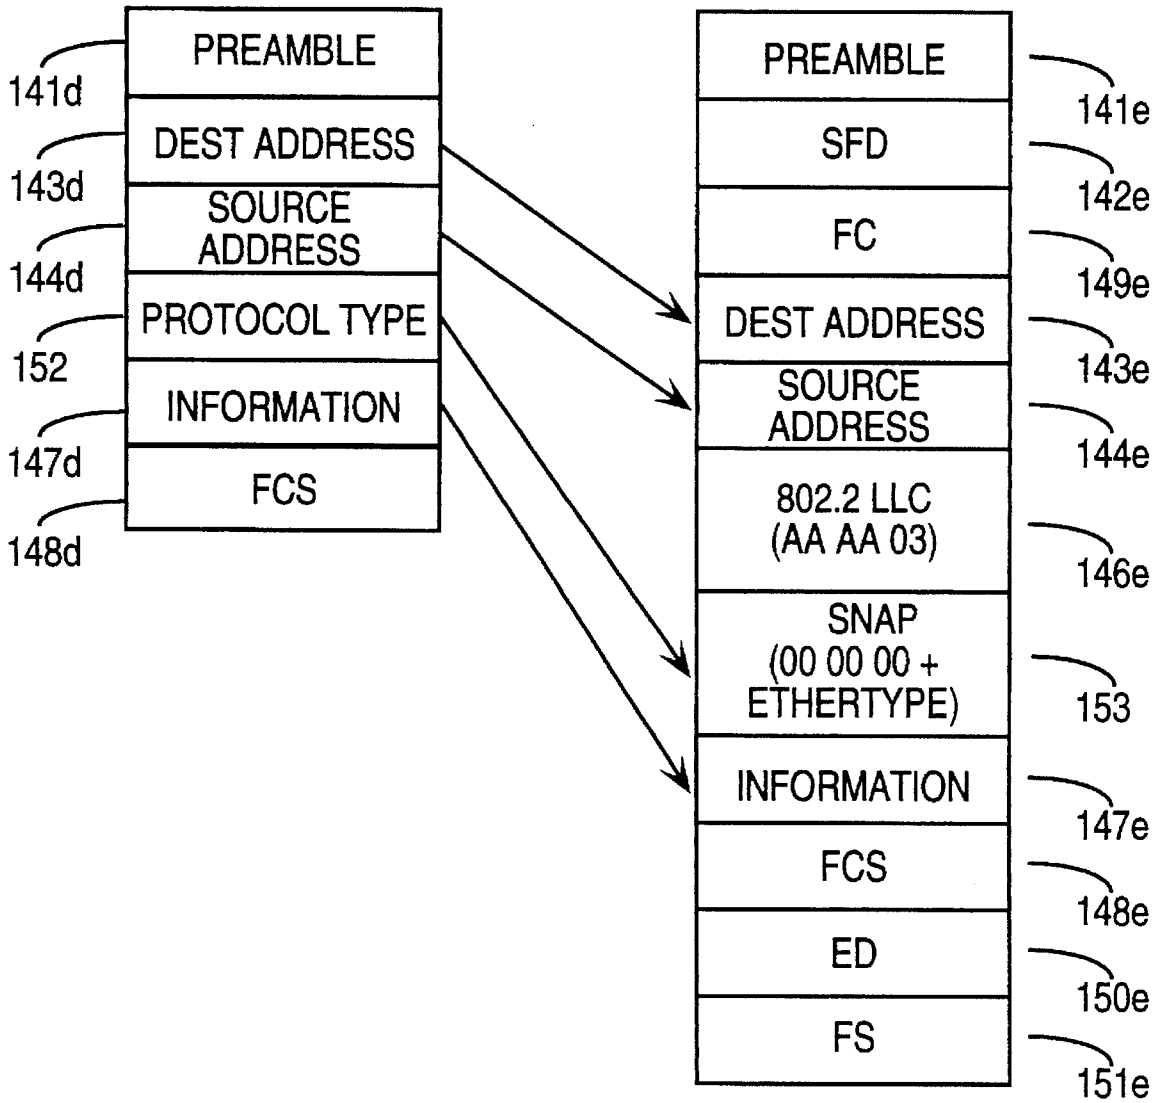 PREAMBLE
141d
DEST ADDRESS
143d
SOURCE
ADDRESS
144d
PROTOCOL TYPE
152
INFORMATION
147d
FCS
148d
PREAMBLE
141e
SFD
142e
FC
149e
DEST ADDRESS
143e
SOURCE
ADDRESS
144e
802.2 LLC
(AA AA 03)
146e
SNAP
(00 00 00 +
ETHERTYPE)
153
INFORMATION
147e
FCS
148e
ED
150e
FS
151e